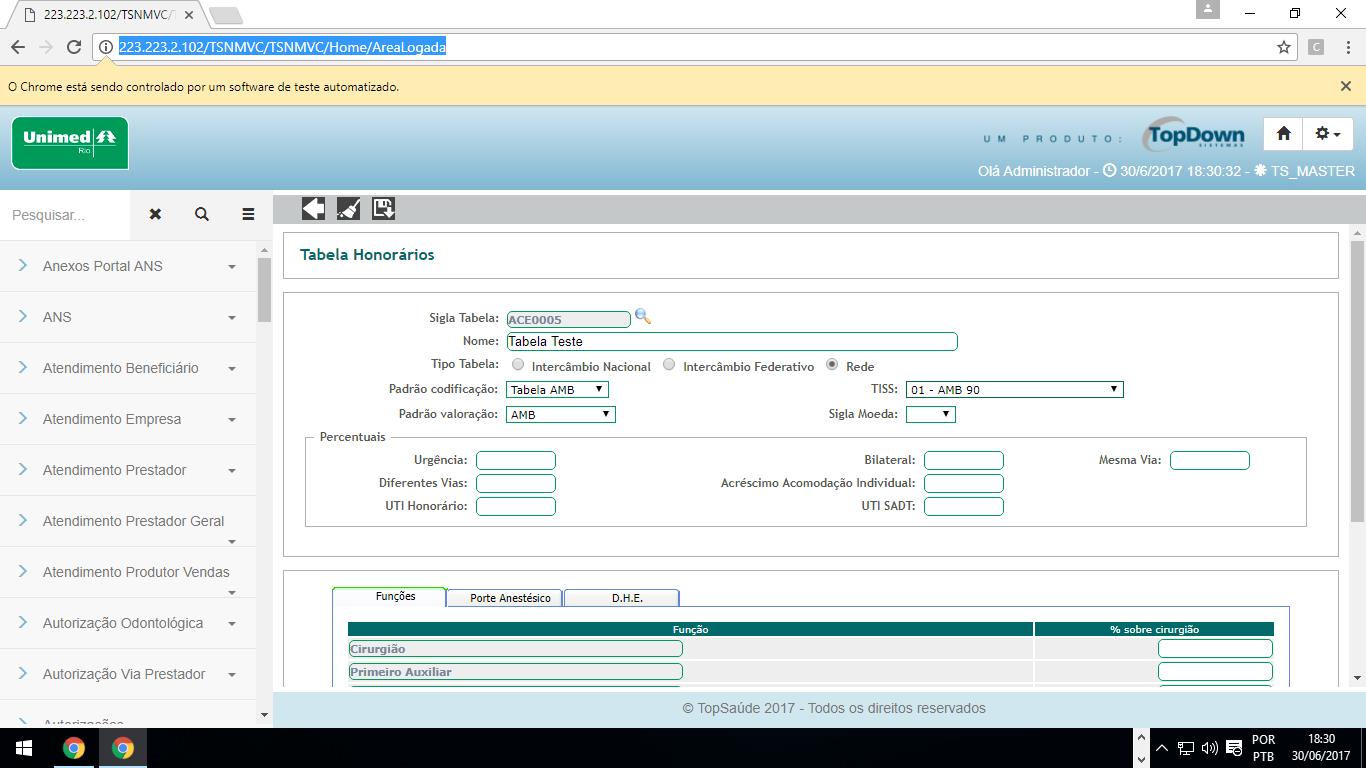 223.223.2.102/TSNMVC/T
223.223.2.102/TSNMVC/TSNMVC/Home/AreaLogada
C
O Chrome está sendo controlado por um software de teste automatizado.
Unimed
Rio
UM PRODUTO:
TopDown
SISTEMAS
Olá Administrador - 30/6/2017 18:30:32 - TS_MASTER
Pesquisar...
Anexos Portal ANS
ANS
Atendimento Beneficiário
Atendimento Empresa
Atendimento Prestador
Atendimento Prestador Geral
Atendimento Produtor Vendas
Autorização Odontológica
Autorização Via Prestador
Autorizações
Tabela Honorários
Sigla Tabela: ACE0005
Nome: Tabela Teste
Tipo Tabela: Intercâmbio Nacional Intercâmbio Federativo Rede
Padrão codificação: Tabela AMB TISS: 01 - AMB 90
Padrão valoração: AMB Sigla Moeda:
Percentuais
Urgência: Bilateral: Mesma Via:
Diferentes Vias: Acréscimo Acomodação Individual:
UTI Honorário: UTI SADT:
Funções Porte Anestésico D.H.E.
Função % sobre cirurgião
Cirurgião
Primeiro Auxiliar
© TopSaúde 2017 - Todos os direitos reservados
POR 18:30
PTB 30/06/2017